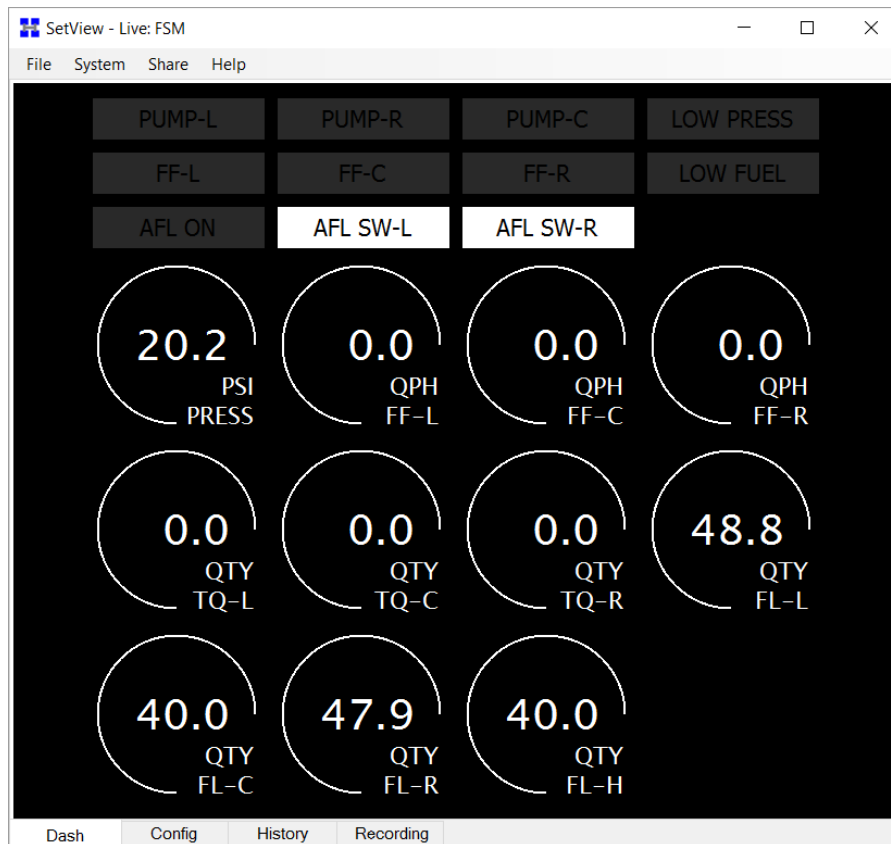 SetView - Live: FSM
File System Share Help
PUMP-L PUMP-R PUMP-C LOW PRESS
FF-L FF-C FF-R LOW FUEL
AFL ON AFL SW-L AFL SW-R
20.2 0.0 0.0 0.0
PSI QPH QPH QPH
PRESS FF-L FF-C FF-R
0.0 0.0 0.0 48.8
QTY QTY QTY QTY
TQ-L TQ-C TQ-R FL-L
40.0 47.9 40.0
QTY QTY QTY
FL-C FL-R FL-H
Dash Config History Recording